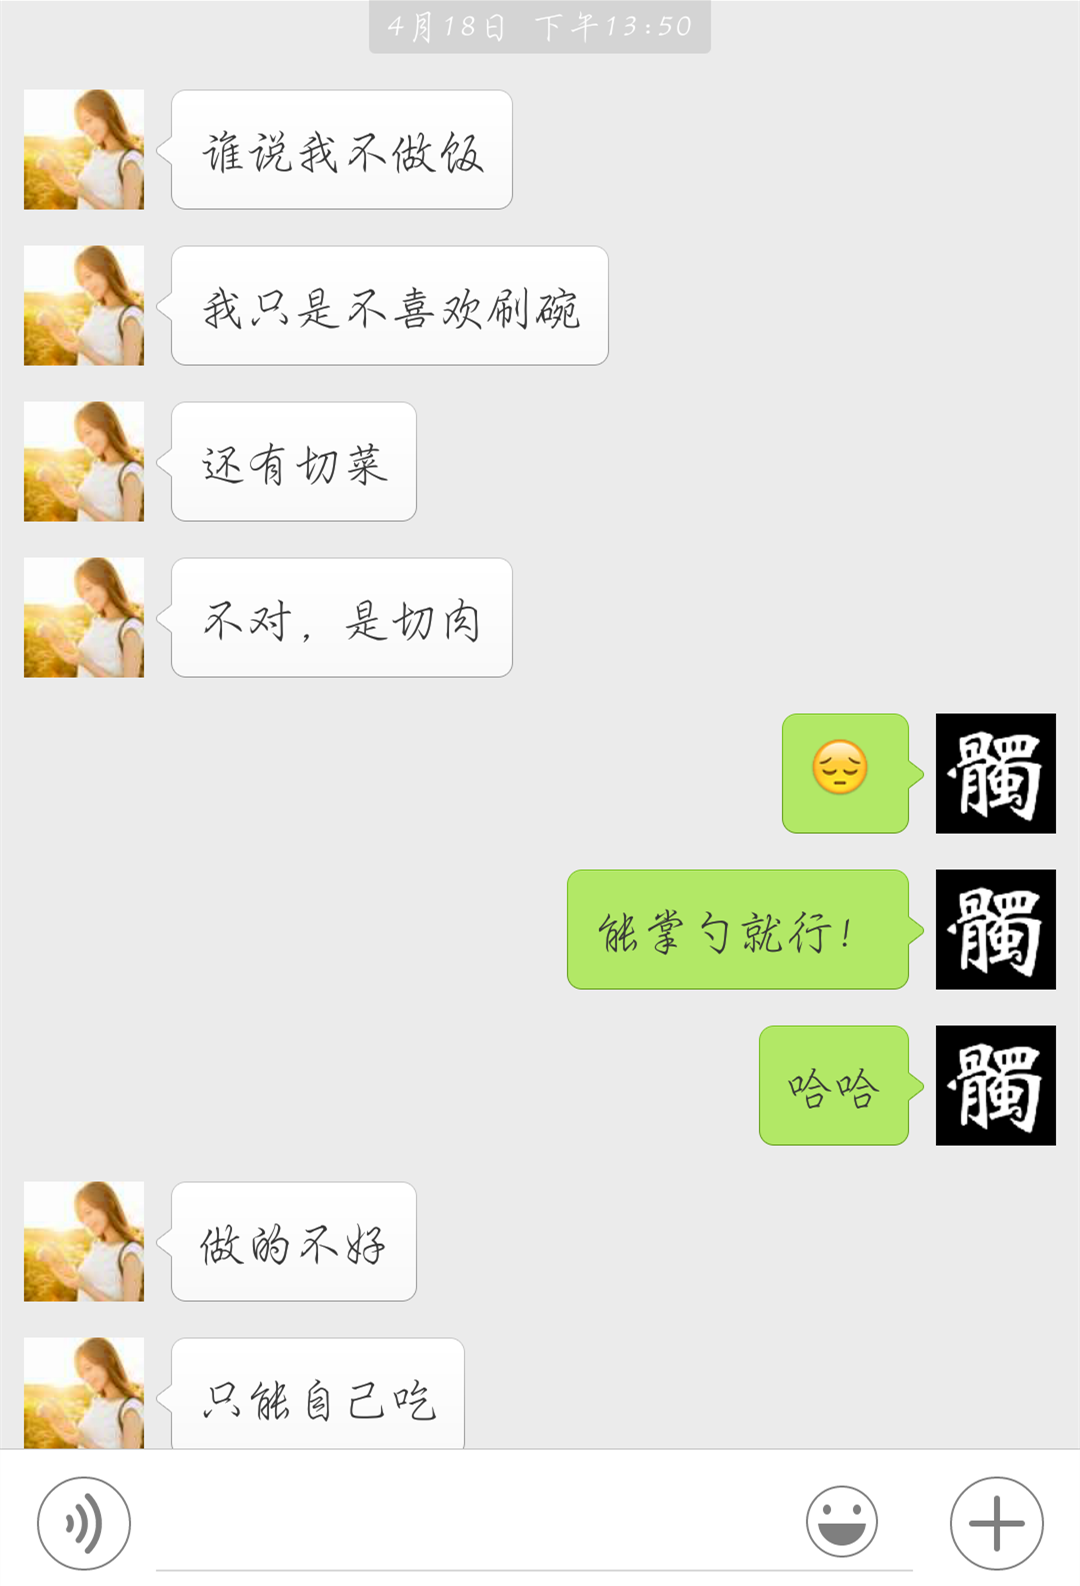 4月18日 下午13:50
谁说我不做饭
我只是不喜欢刷碗
还有切菜
不对，是切肉
😔
髑
能掌勺就行！
髑
哈哈
髑
做的不好
只能自己吃